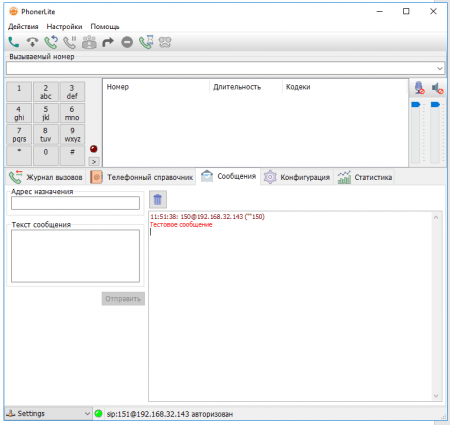 PhonerLite
Действия Настройки Помощь
Вызываемый номер
Номер Длительность Кодеки
1 2 3
abc def
4 5 6
ghi jkl mno
7 8 9
pqrs tuv wxyz
* 0 #
>
Журнал вызовов Телефонный справочник Сообщения Конфигурация Статистика
Адрес назначения
Текст сообщения
Отправить
11:51:38: 150@192.168.32.143 (""150)
Тестовое сообщение
Settings sip:151@192.168.32.143 авторизован